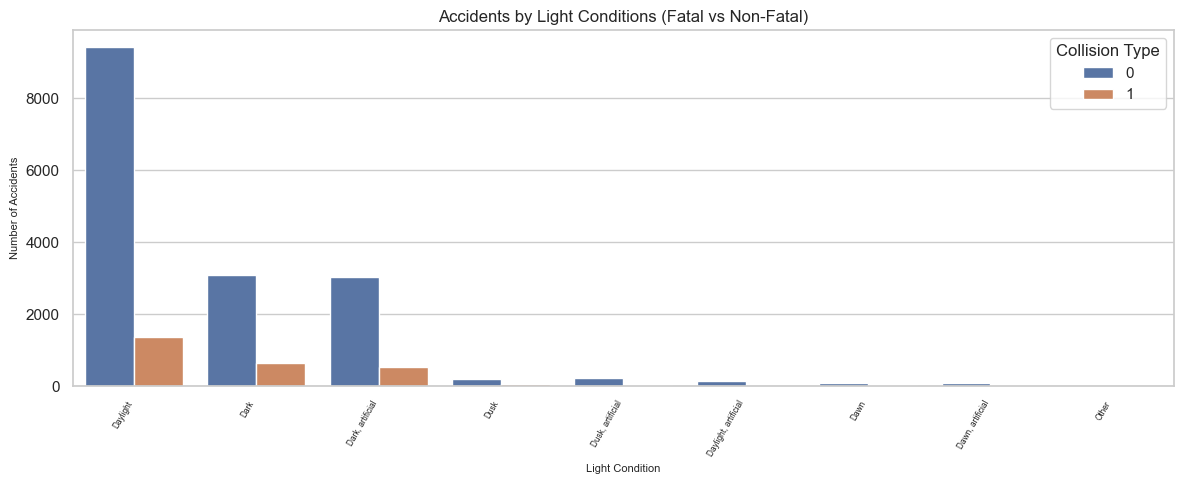 Accidents by Light Conditions (Fatal vs Non-Fatal)
Collision Type
0
1
Number of Accidents
8000
6000
4000
2000
0
Daylight
Dark
Dark, artificial
Dusk
Dusk, artificial
Daylight, artificial
Dawn
Dawn, artificial
Other
Light Condition